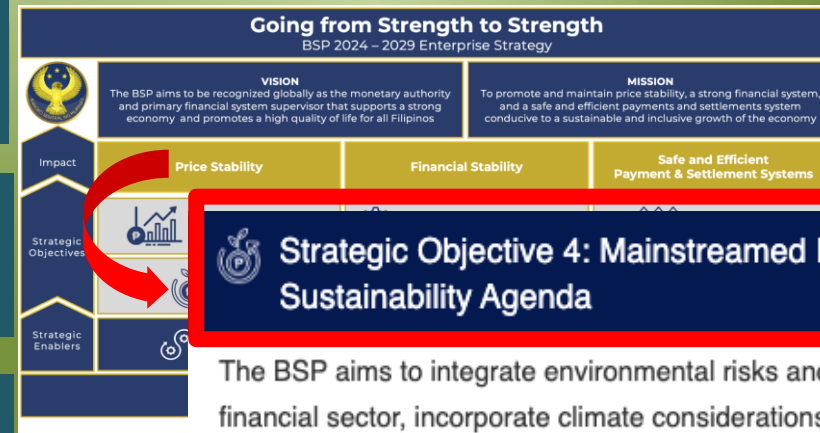 Going from Strength to Strength
BSP 2024 – 2029 Enterprise Strategy
VISION
The BSP aims to be recognized globally as the monetary authority
and primary financial system supervisor that supports a strong
economy and promotes a high quality of life for all Filipinos
MISSION
To promote and maintain price stability, a strong financial system,
and a safe and efficient payments and settlements system
conducive to a sustainable and inclusive growth of the economy
Impact
Price Stability
Financial Stability
Safe and Efficient
Payment & Settlement Systems
Strategic
Objectives
Strategic Objective 4: Mainstreamed
Sustainability Agenda
Strategic
Enablers
The BSP aims to integrate environmental risks and
financial sector, incorporate climate considerations